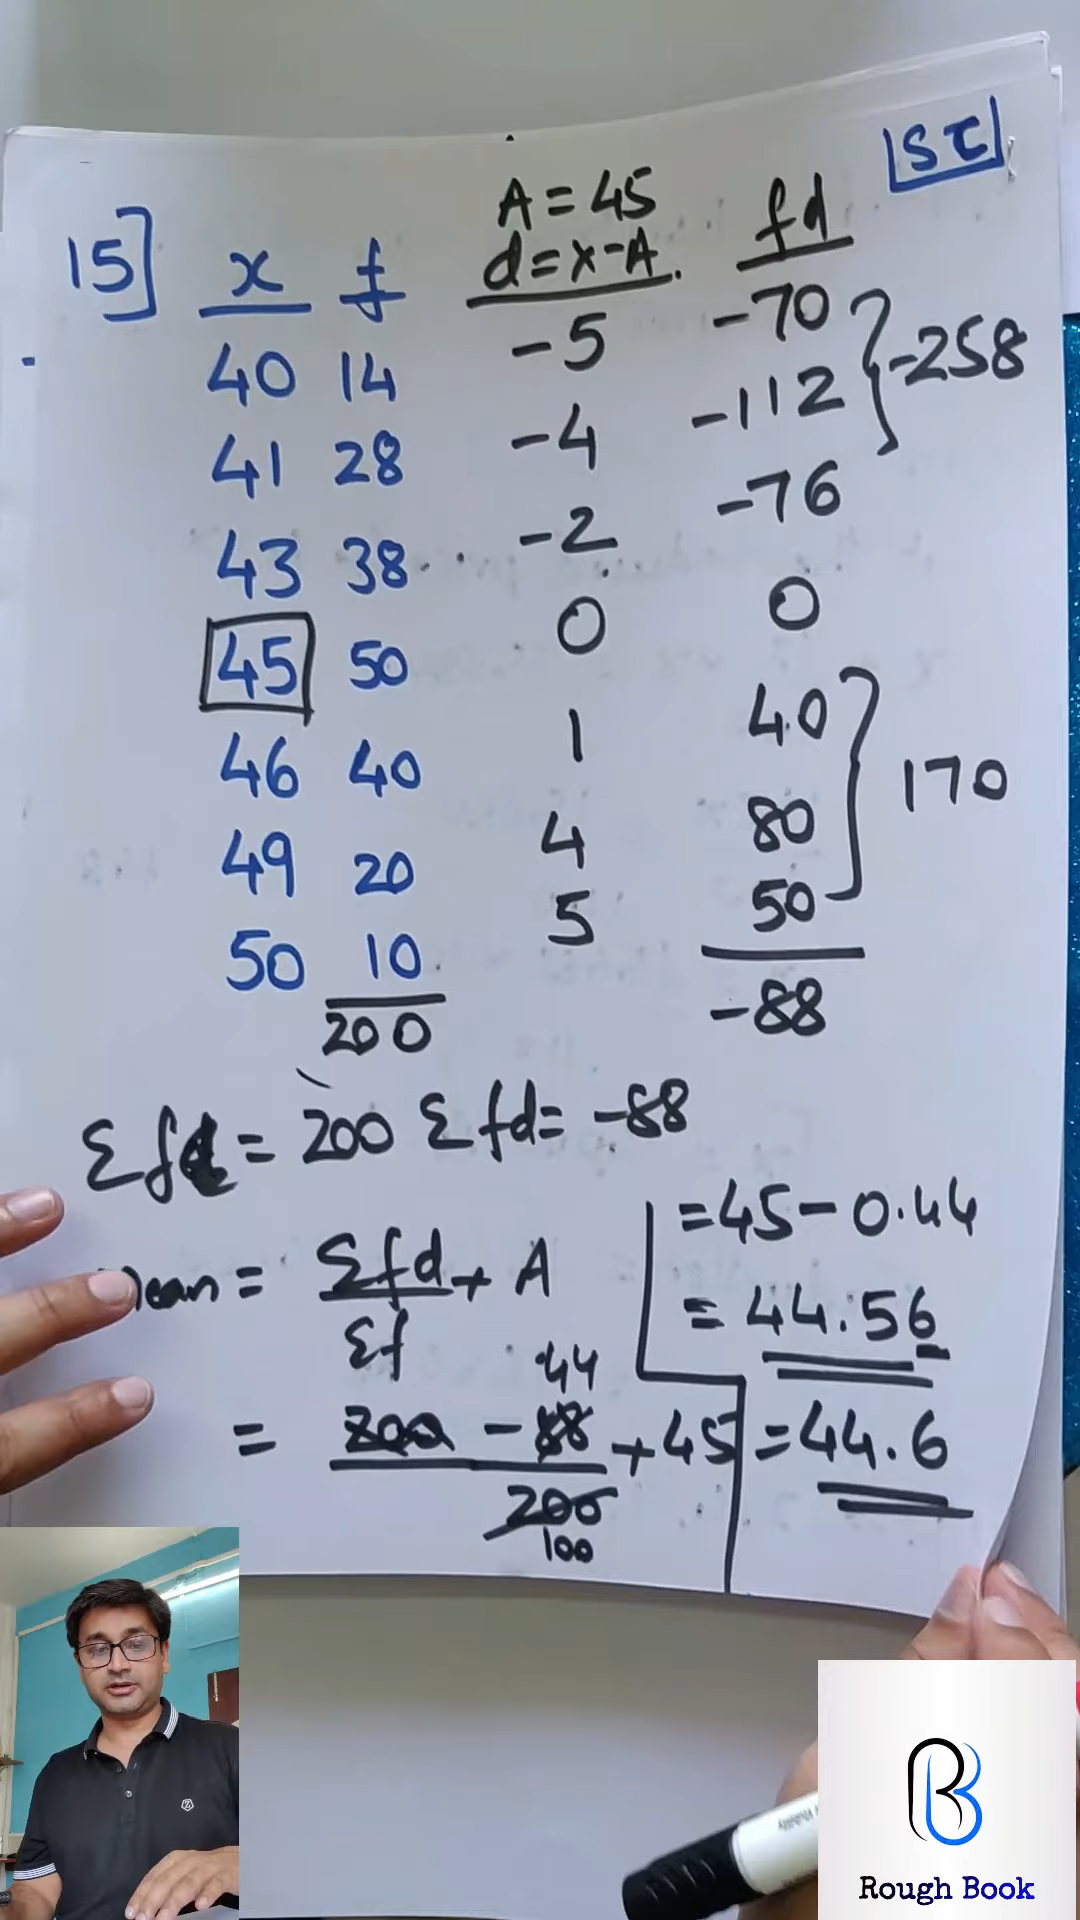 SC
15] x f A = 45 d = x - A fd
40 14 -5 -70
41 28 -4 -112
-258
43 38 -2 -76
45 50 0 0
46 40 1 40
49 20 4 80
170
50 10 5 50
200 -88
Σf = 200 Σfd = -88
mean = Σfd/Σf + A
= -88/200 + 45
44
100
= 45 - 0.44
= 44.56
= 44.6
B
Rough Book